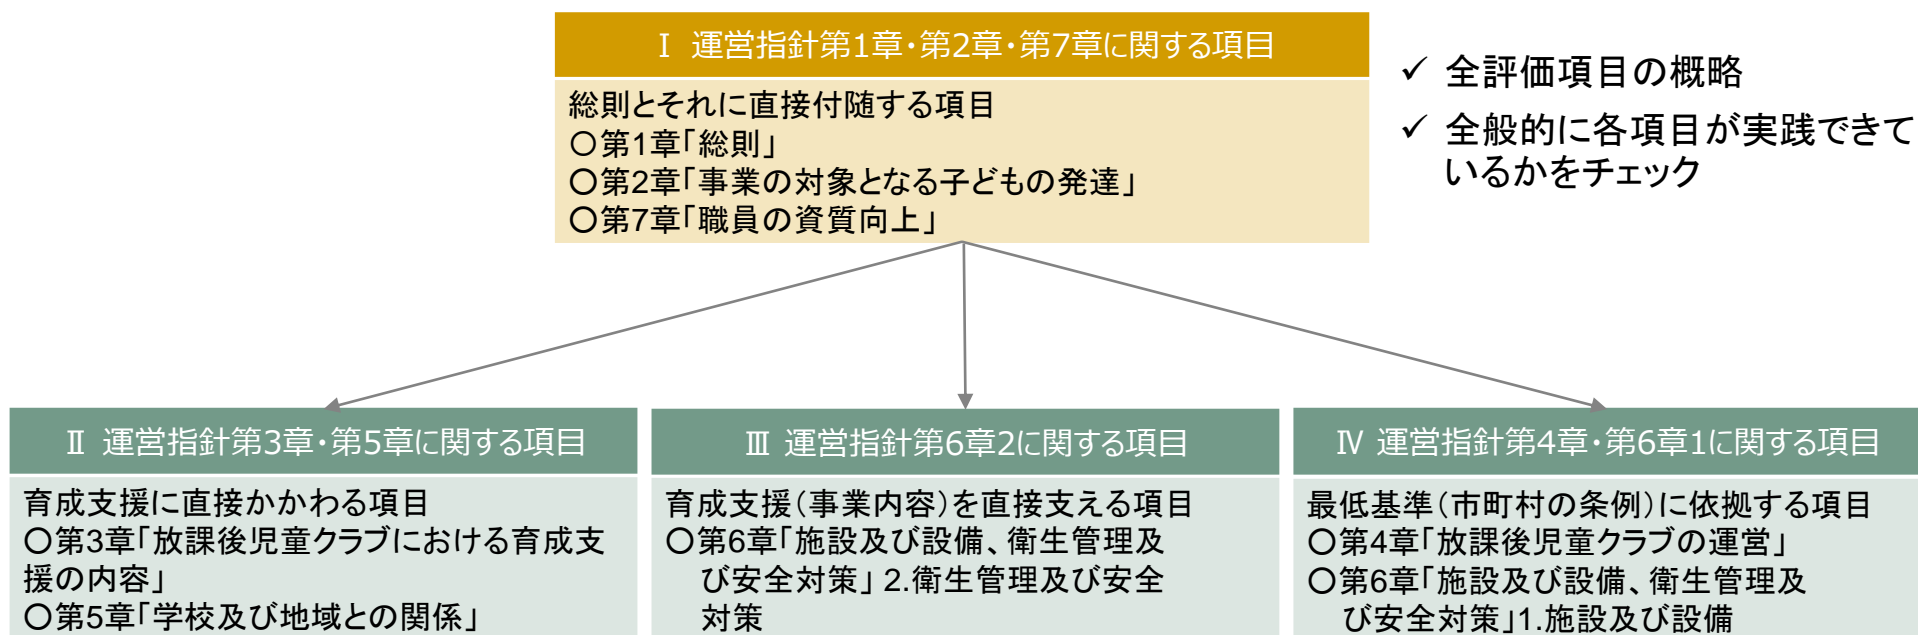 Ⅰ 運営指針第1章・第2章・第7章に関する項目
総則とそれに直接付随する項目
〇第1章「総則」
〇第2章「事業の対象となる子どもの発達」
〇第7章「職員の資質向上」
✓ 全評価項目の概略
✓ 全般的に各項目が実践できて
いるかをチェック
Ⅱ 運営指針第3章・第5章に関する項目
育成支援に直接かかわる項目
〇第3章「放課後児童クラブにおける育成支
援の内容」
〇第5章「学校及び地域との関係」
Ⅲ 運営指針第6章2に関する項目
育成支援(事業内容)を直接支える項目
〇第6章「施設及び設備、衛生管理及
び安全対策」 2.衛生管理及び安全
対策
Ⅳ 運営指針第4章・第6章1に関する項目
最低基準(市町村の条例)に依拠する項目
〇第4章「放課後児童クラブの運営」
〇第6章「施設及び設備、衛生管理及
び安全対策」1.施設及び設備